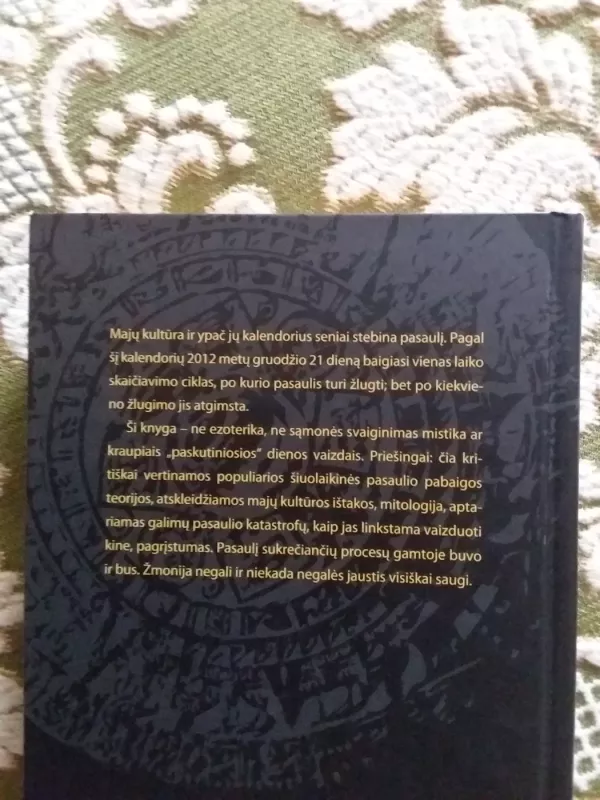 Majų kultūra ir ypač jų kalendorius seniai stebina pasaulį. Pagal
šį kalendorių 2012 metų gruodžio 21 dieną baigiasi vienas laiko
skaičiavimo ciklas, po kurio pasaulis turi žlugti; bet po kiekvie-
no žlugimo jis atgimsta.
Ši knyga – ne ezoterika, ne sąmonės svaiginimas mistika ar
kraupiais „paskutiniosios“ dienos vaizdais. Priešingai: čia kri-
tiškai vertinamos populiarios šiuolaikinės pasaulio pabaigos
teorijos, atskleidžiamos majų kultūros ištakos, mitologija, apta-
riamas galimų pasaulio katastrofų, kaip jas linkstama vaizduoti
kine, pagrįstumas. Pasaulį sukrečiančių procesų gamtoje buvo
ir bus. Žmonija negali ir niekada negalės jaustis visiškai saugi.